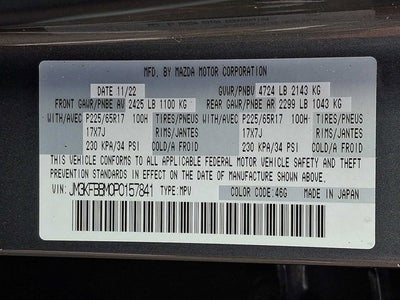 MFD. BY MAZDA MOTOR CORPORATION
DATE 11/22 GVWR/PNBV 4724 LB 2143 KG
FRONT GAWR/PNBE AV 2425 LB 1100 KG REAR GAWR/PNBE AR 2299 LB 1043 KG
WITH/AVEC P225/65R17 100H TIRES/PNEUS WITH/AVEC P225/65R17 100H TIRES/PNEUS
17X7J RIMS/JANTES 17X7J RIMS/JANTES
230 KPA/34 PSI COLD/A FROID 230 KPA/34 PSI COLD/A FROID
THIS VEHICLE CONFORMS TO ALL APPLICABLE FEDERAL MOTOR VEHICLE SAFETY AND THEFT
PREVENTION STANDARDS IN EFFECT ON THE DATE OF MANUFACTURE SHOWN ABOVE.
VIN: JM3KFBBM0P0157841 TYPE: MPV COLOR CODE: 46G MADE IN JAPAN